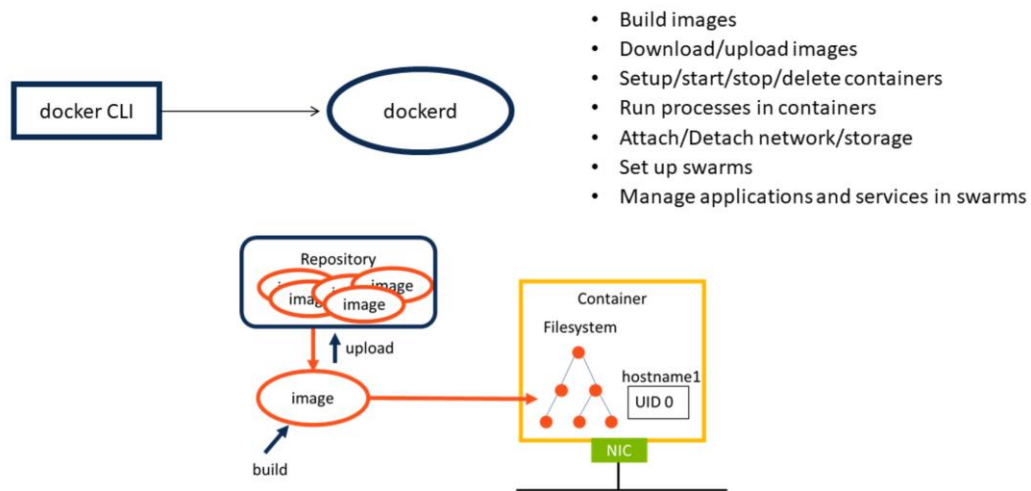 docker CLI
dockerd
• Build images
• Download/upload images
• Setup/start/stop/delete containers
• Run processes in containers
• Attach/Detach network/storage
• Set up swarms
• Manage applications and services in swarms
Repository
image
image
image
upload
image
build
Container
Filesystem
hostname1
UID 0
NIC